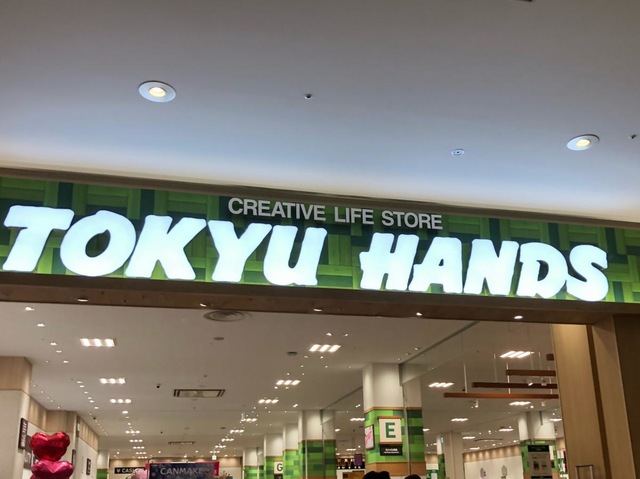 CREATIVE LIFE STORE
TOKYU HANDS
E
G
CANMAKE